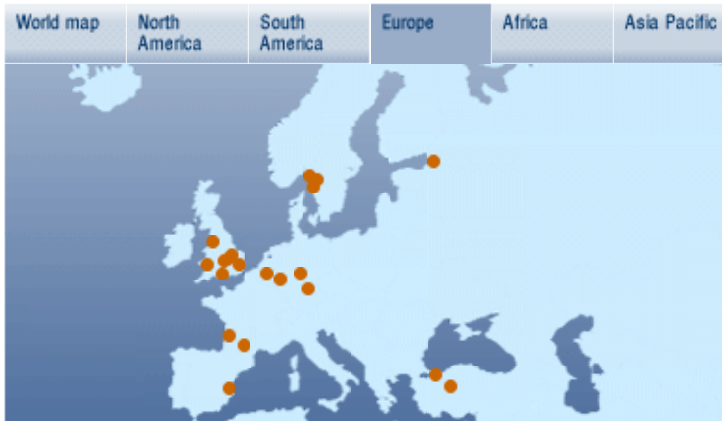 World map
North
America
South
America
Europe
Africa
Asia Pacific